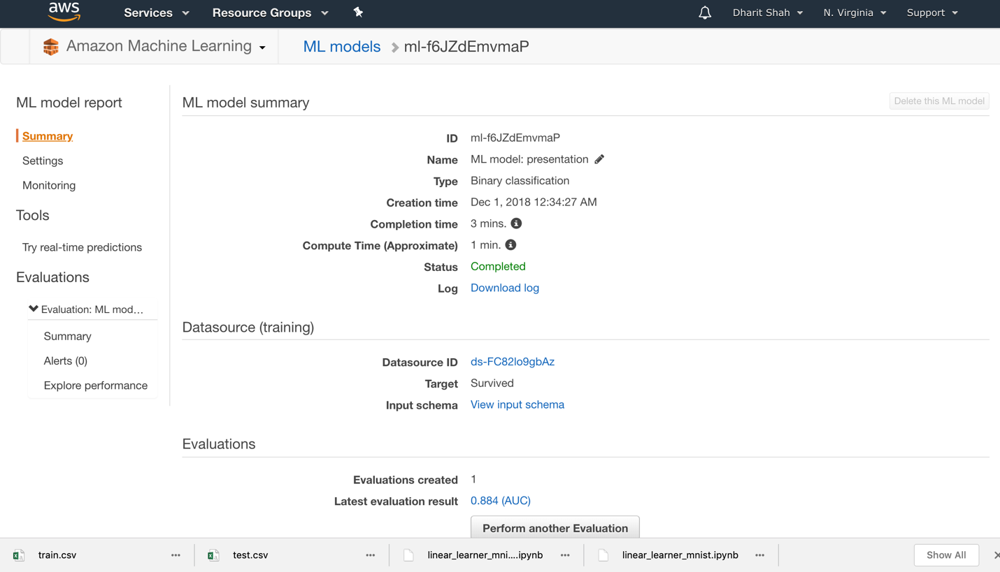 aws Services Resource Groups Dharit Shah N. Virginia Support
Amazon Machine Learning ML models ml-f6JZdEmvmaP
ML model report
Summary
Settings
Monitoring
Tools
Try real-time predictions
Evaluations
Evaluation: ML mod…
Summary
Alerts (0)
Explore performance
ML model summary Delete this ML model
ID ml-f6JZdEmvmaP
Name ML model: presentation
Type Binary classification
Creation time Dec 1, 2018 12:34:27 AM
Completion time 3 mins.
Compute Time (Approximate) 1 min.
Status Completed
Log Download log
Datasource (training)
Datasource ID ds-FC82lo9gbAz
Target Survived
Input schema View input schema
Evaluations
Evaluations created 1
Latest evaluation result 0.884 (AUC)
Perform another Evaluation
train.csv test.csv linear_learner_mni....ipynb linear_learner_mnist.ipynb Show All